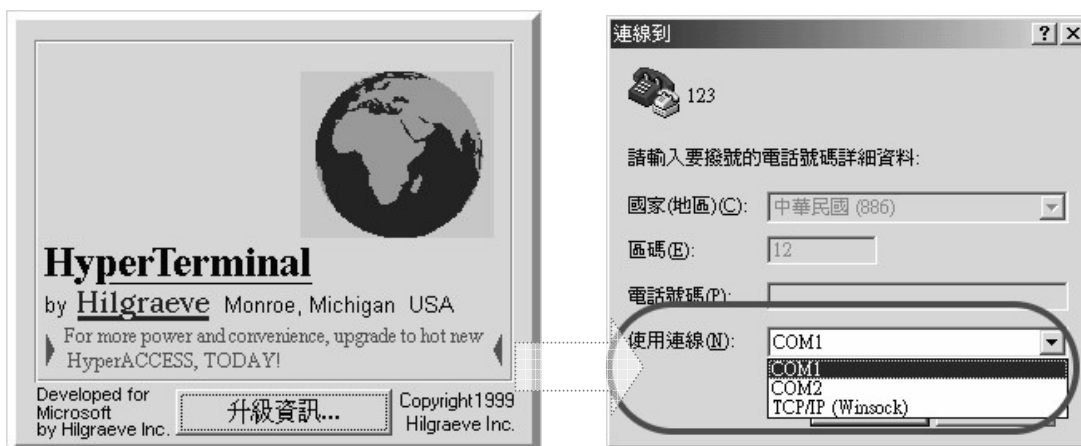 HyperTerminal
by Hilgraeve Monroe, Michigan USA
For more power and convenience, upgrade to hot new
HyperACCESS, TODAY!
Developed for
Microsoft
by Hilgraeve Inc.
升級資訊...
Copyright1999
Hilgraeve Inc.
連線到
123
請輸入要撥號的電話號碼詳細資料:
國家(地區)(C): 中華民國 (886)
區碼(E): 12
電話號碼(P):
使用連線(N): COM1
COM1
COM2
TCP/IP (Winsock)